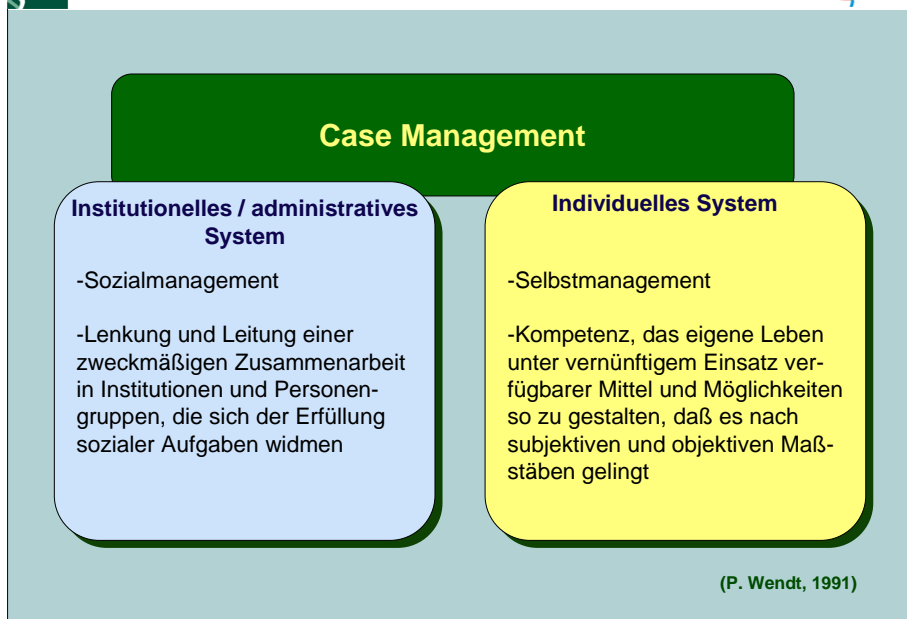 Case Management
Institutionelles / administratives
System
-Sozialmanagement
-Lenkung und Leitung einer
zweckmäßigen Zusammenarbeit
in Institutionen und Personen-
gruppen, die sich der Erfüllung
sozialer Aufgaben widmen
Individuelles System
-Selbstmanagement
-Kompetenz, das eigene Leben
unter vernünftigem Einsatz ver-
fügbarer Mittel und Möglichkeiten
so zu gestalten, daß es nach
subjektiven und objektiven Maß-
stäben gelingt
(P. Wendt, 1991)